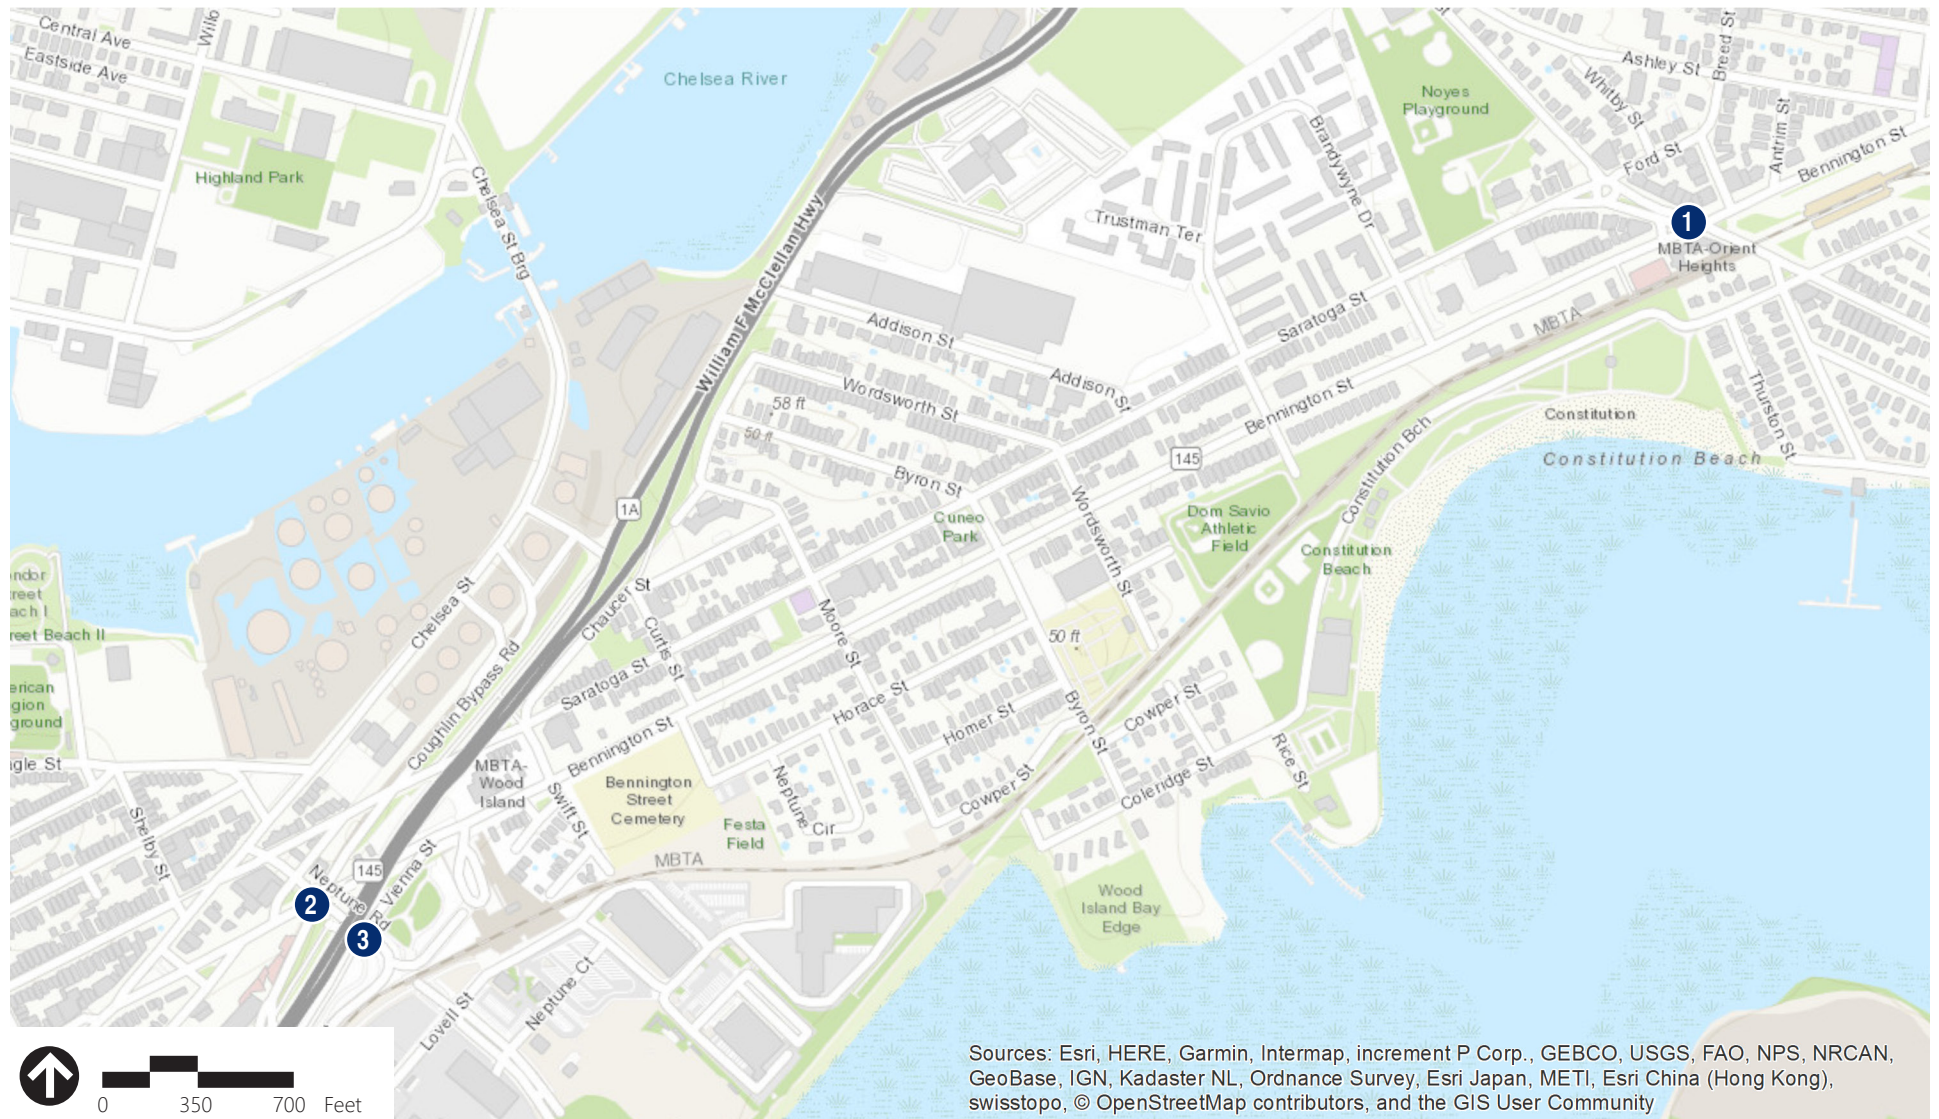 Central Ave
Eastside Ave
Willo
Chelsea River
Highland Park
Chelsea St Brg
William F McClellan Hwy
Noyes
Playground
Ashley St
Breed St
Whitby St
Ford St
Antrim St
Bennington St
Brandywyne Dr
Trustman Ter
1
MBTA-Orient
Heights
Saratoga St
MBTA
Addison St
Addison St
Wordsworth St
58 ft
50 ft
Byron St
Bennington St
145
Constitution Bch
Constitution
Constitution Beach
Thurston St
1A
Cuneo
Park
Wordsworth St
Dom Savio
Athletic
Field
Constitution
Beach
ndor
reet
ach I
reet Beach II
erican
gion
ground
gle St
Chelsea St
Coughlin Bypass Rd
Chaucer St
Curtis St
Moore St
Saratoga St
50 ft
Horace St
Homer St
Byron St
Cowper St
Rice St
Bennington St
MBTA-
Wood
Island
Bennington
Street
Cemetery
Swift St
Neptune Cir
Festa
Field
Cowper St
Coleridge St
MBTA
Shelby St
145
Vienna St
Neptune Rd
2
3
Wood
Island Bay
Edge
Neptune Ct
Lovell St
0 350 700 Feet
Sources: Esri, HERE, Garmin, Intermap, increment P Corp., GEBCO, USGS, FAO, NPS, NRCAN,
GeoBase, IGN, Kadaster NL, Ordnance Survey, Esri Japan, METI, Esri China (Hong Kong),
swisstopo, © OpenStreetMap contributors, and the GIS User Community